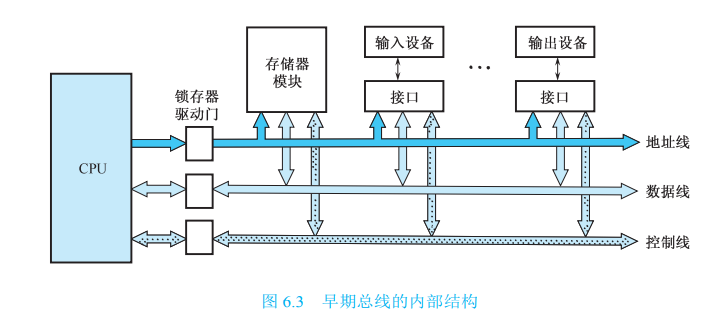 存储器
模块
输入设备
接口
…
输出设备
接口
锁存器
驱动门
CPU
地址线
数据线
控制线
图 6.3 早期总线的内部结构